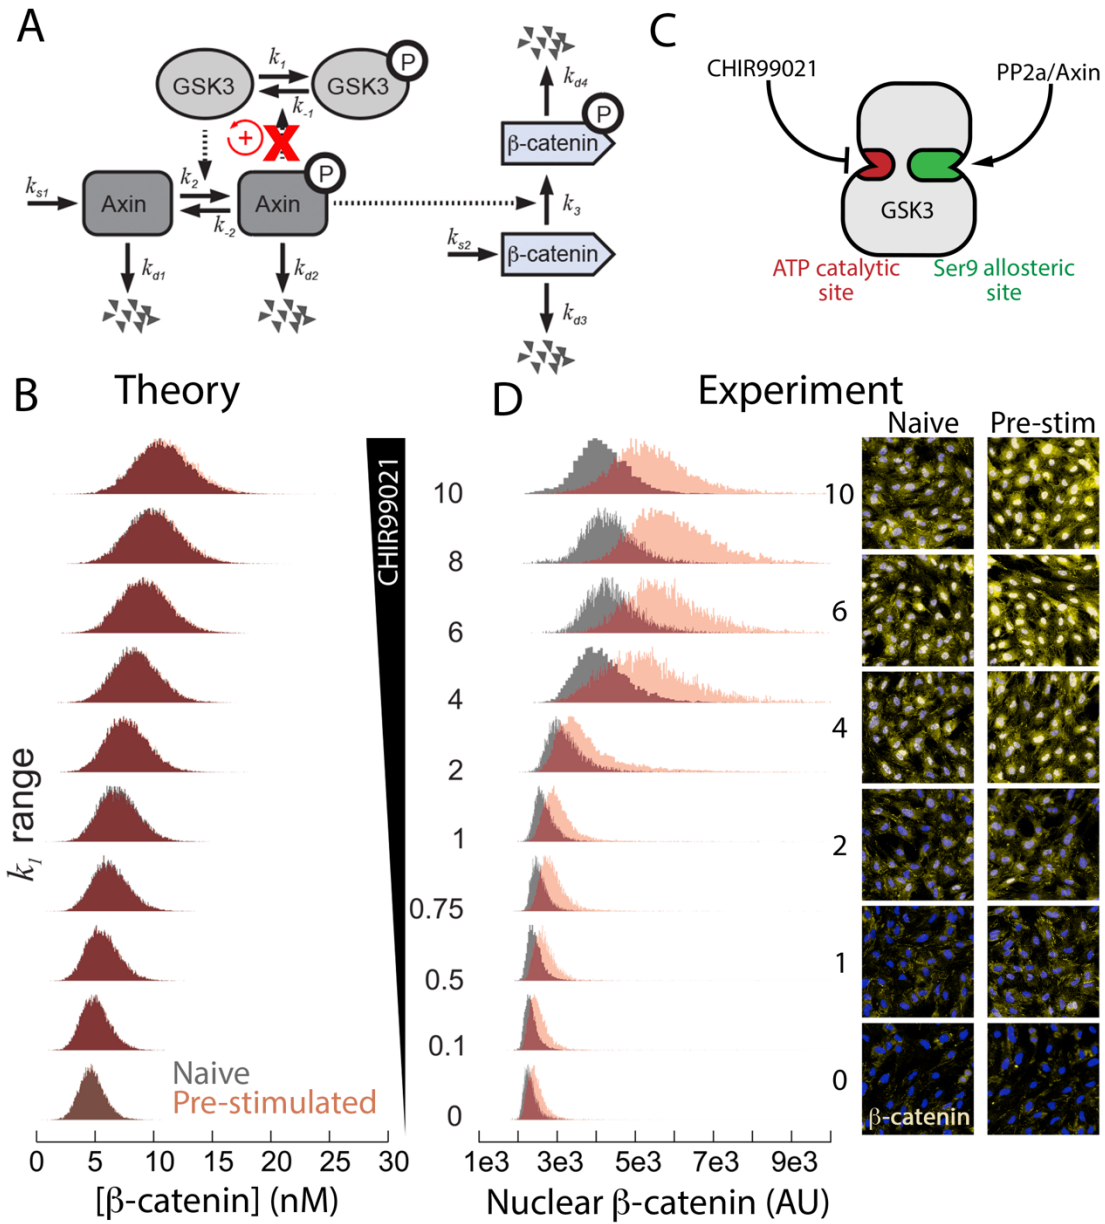 A
GSK3
k1
GSK3
P
k-1
+
X
ks1
Axin
k2
k-2
Axin
P
kd1
kd2
kd4
β-catenin
P
k3
ks2
β-catenin
kd3
C
CHIR99021
PP2a/Axin
GSK3
ATP catalytic
site
Ser9 allosteric
site
B
Theory
k1 range
CHIR99021
10
8
6
4
2
1
0.75
0.5
0.1
0
Naive
Pre-stimulated
0 5 10 15 20 25 30
[β-catenin] (nM)
D
Experiment
Naive Pre-stim
10
6
4
2
1
0
β-catenin
1e3 3e3 5e3 7e3 9e3
Nuclear β-catenin (AU)